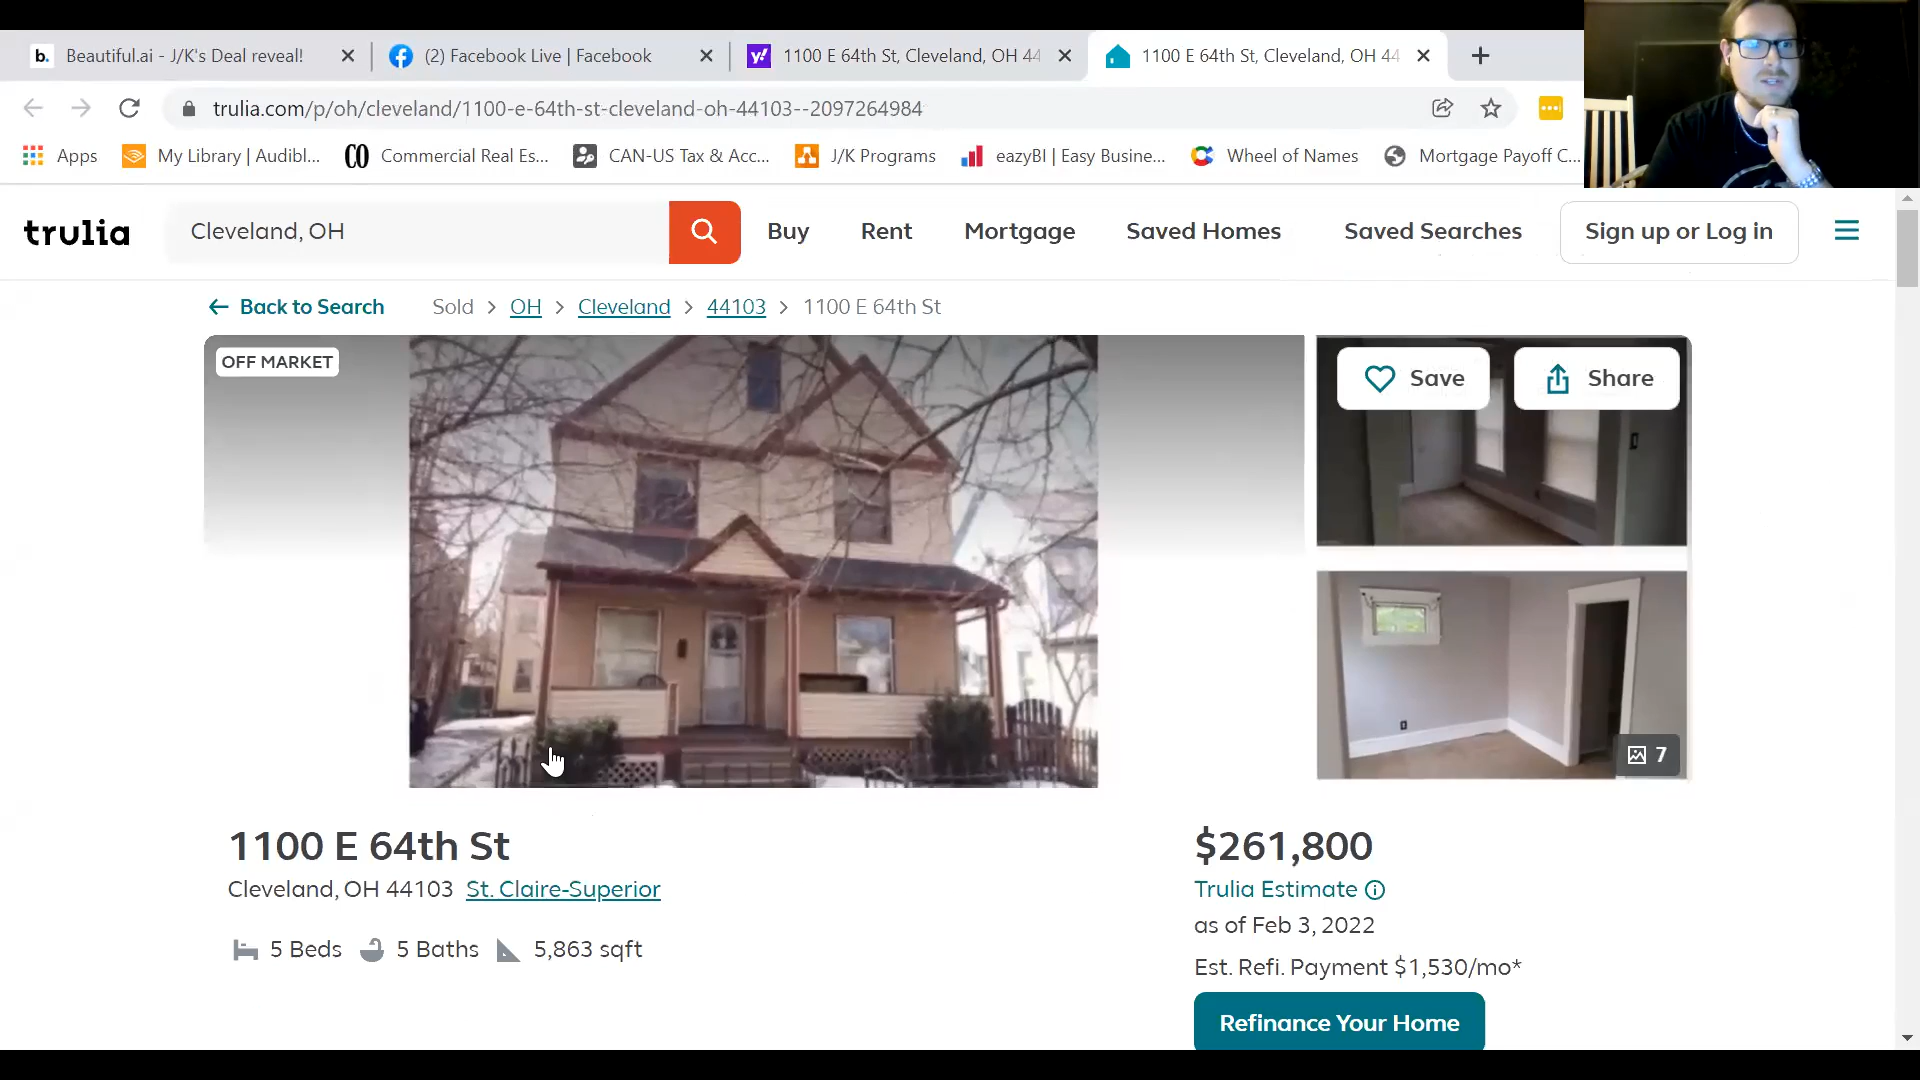 b. Beautiful.ai - J/K's Deal reveal!
(2) Facebook Live | Facebook
y! 1100 E 64th St, Cleveland, OH 44
1100 E 64th St, Cleveland, OH 44
trulia.com/p/oh/cleveland/1100-e-64th-st-cleveland-oh-44103--2097264984
Apps
My Library | Audibl...
CO Commercial Real Es...
CAN-US Tax & Acc...
J/K Programs
eazyBI | Easy Busine...
Wheel of Names
Mortgage Payoff C...
trulia
Cleveland, OH
Buy
Rent
Mortgage
Saved Homes
Saved Searches
Sign up or Log in
Back to Search
Sold > OH > Cleveland > 44103 > 1100 E 64th St
OFF MARKET
Save
Share
7
1100 E 64th St
Cleveland, OH 44103 St. Claire-Superior
5 Beds 5 Baths 5,863 sqft
$261,800
Trulia Estimate
as of Feb 3, 2022
Est. Refi. Payment $1,530/mo*
Refinance Your Home